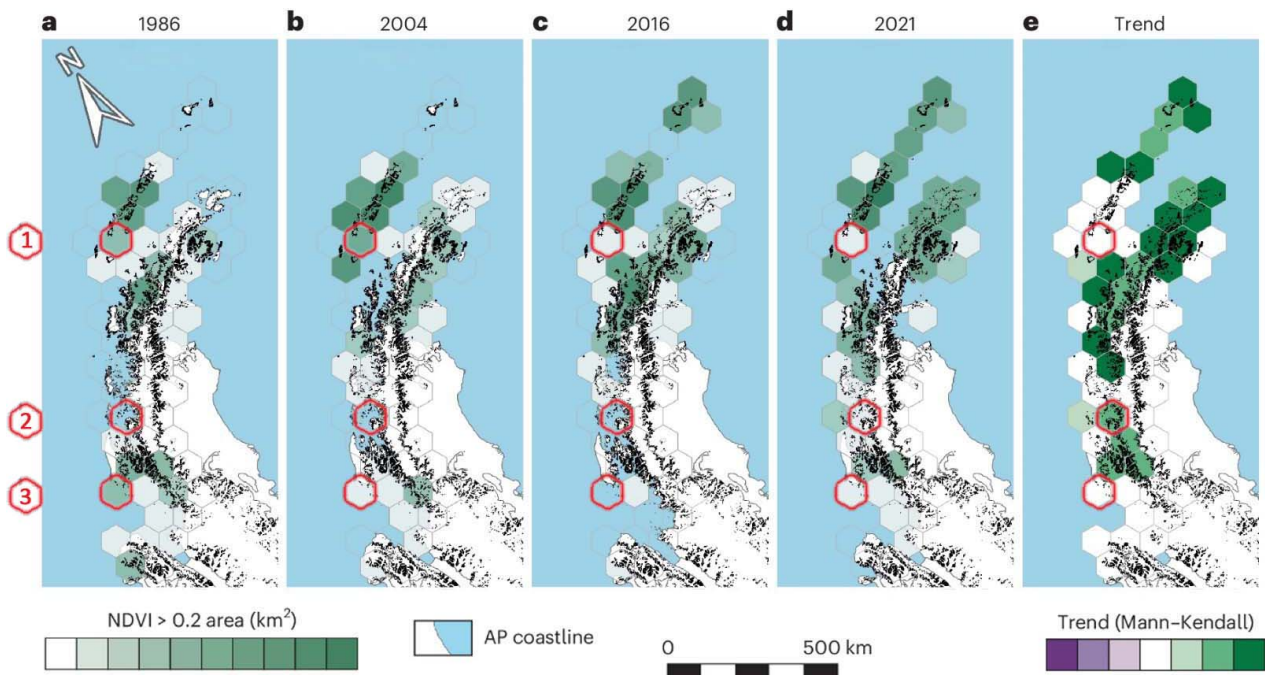 a 1986 b 2004 c 2016 d 2021 e Trend
N
1
2
3
NDVI > 0.2 area (km²)
AP coastline
0 500 km
Trend (Mann–Kendall)